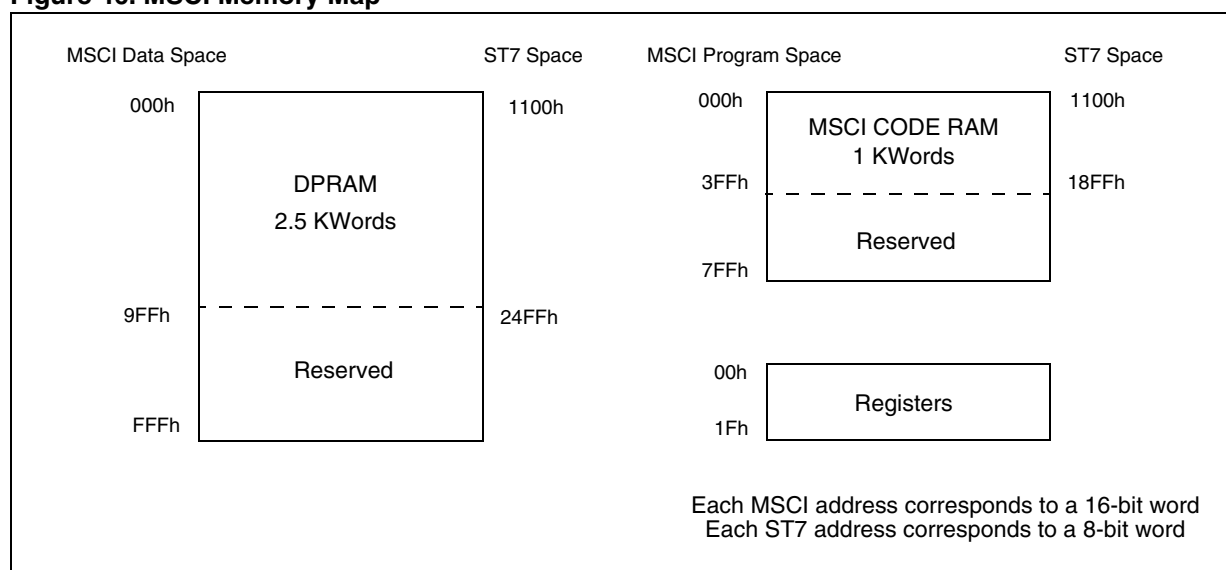 Figure MSCI Memory Map
MSCI Data Space
ST7 Space
000h
1100h
DPRAM
2.5 KWords
9FFh
24FFh
Reserved
FFFh
MSCI Program Space
ST7 Space
000h
1100h
MSCI CODE RAM
1 KWords
3FFh
18FFh
Reserved
7FFh
00h
Registers
1Fh
Each MSCI address corresponds to a 16-bit word
Each ST7 address corresponds to a 8-bit word